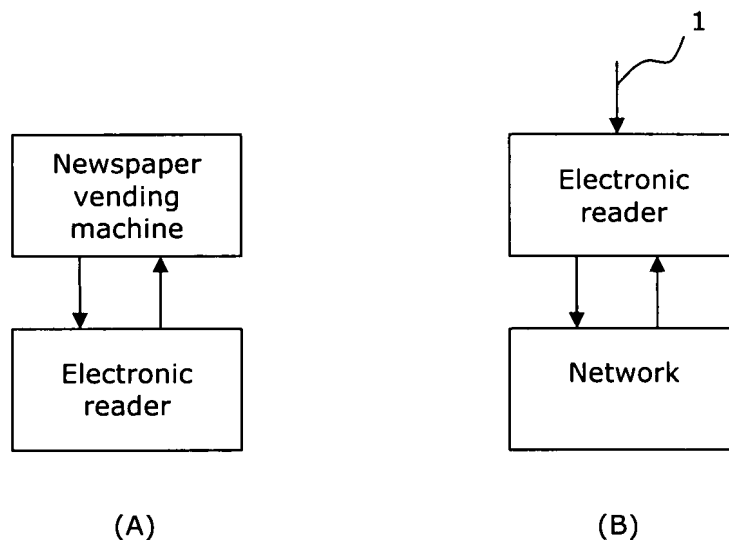 1
Newspaper
vending
machine
Electronic
reader
Electronic
reader
Network
(A)
(B)